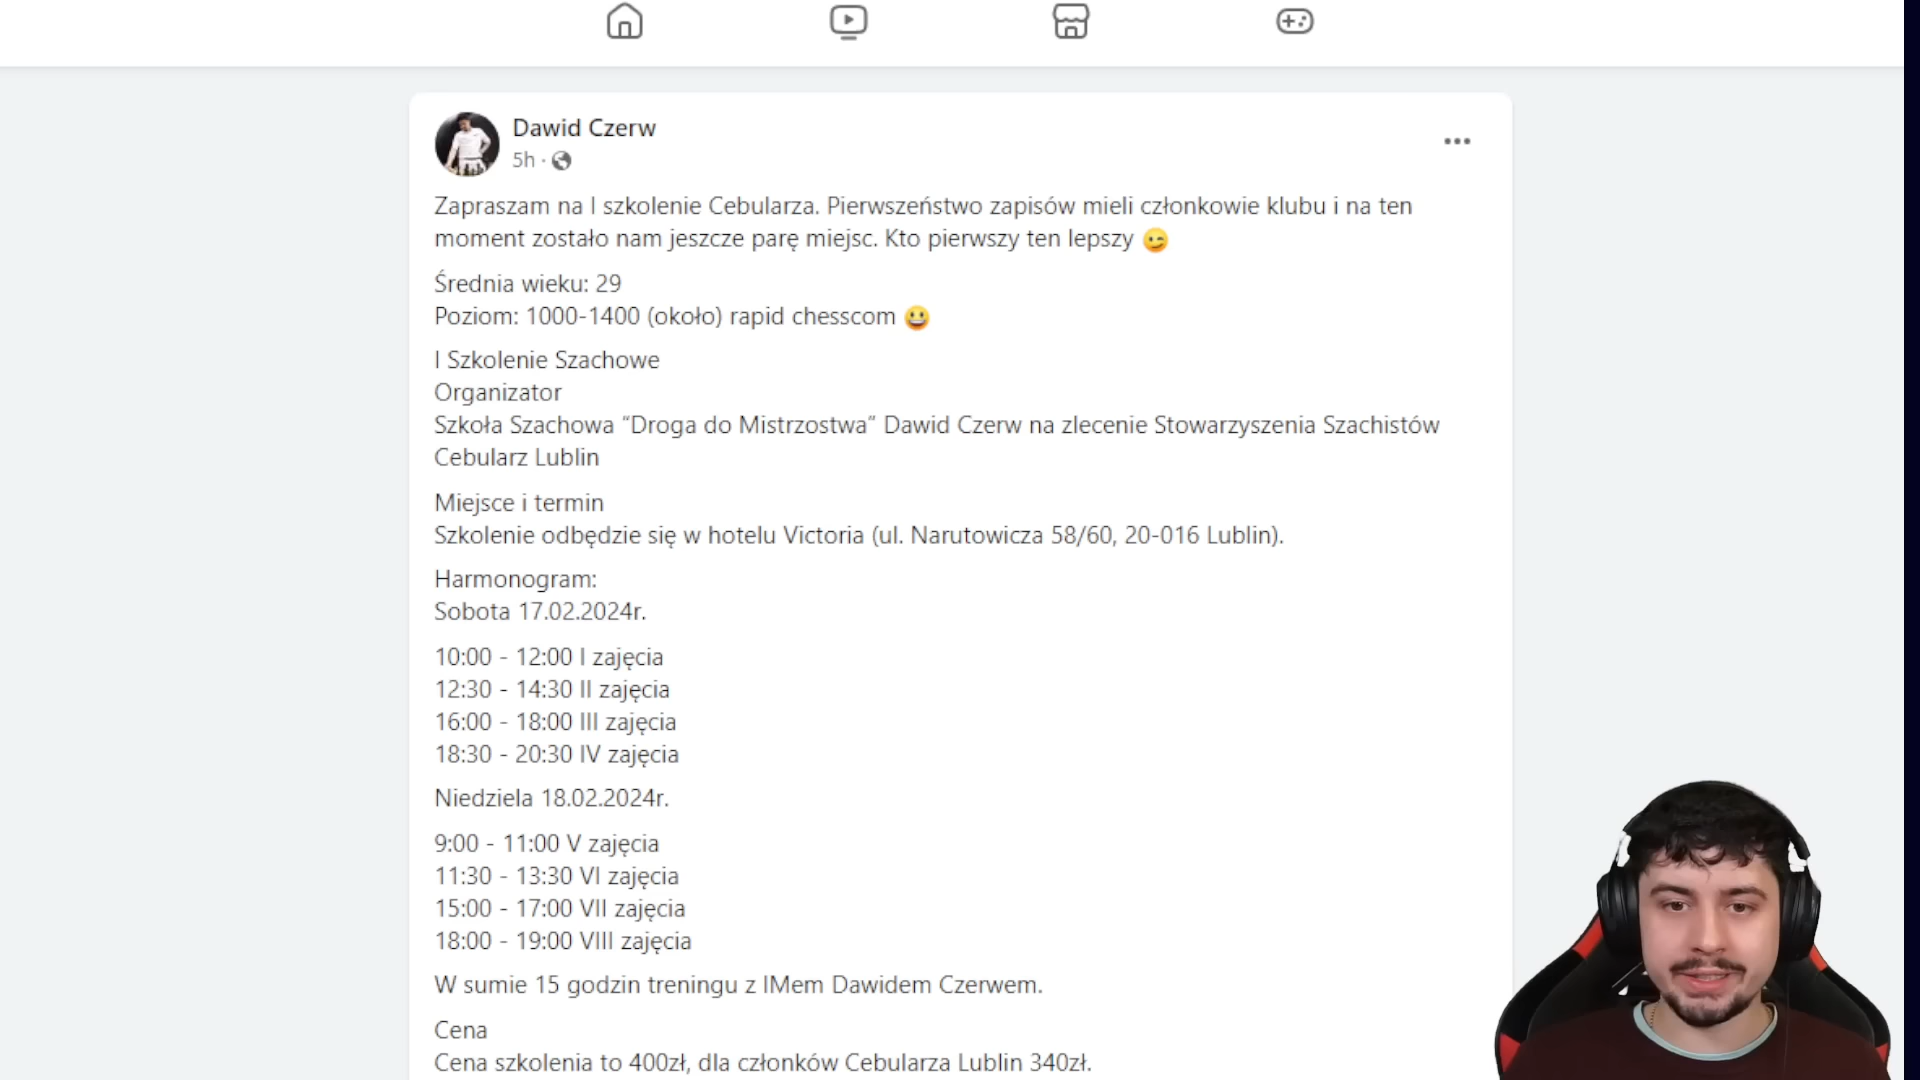 Dawid Czerw
5h ·
Zapraszam na I szkolenie Cebularza. Pierwszeństwo zapisów mieli członkowie klubu i na ten
moment zostało nam jeszcze parę miejsc. Kto pierwszy ten lepszy 😉
Średnia wieku: 29
Poziom: 1000-1400 (około) rapid chesscom 😀
I Szkolenie Szachowe
Organizator
Szkoła Szachowa “Droga do Mistrzostwa” Dawid Czerw na zlecenie Stowarzyszenia Szachistów
Cebularz Lublin
Miejsce i termin
Szkolenie odbędzie się w hotelu Victoria (ul. Narutowicza 58/60, 20-016 Lublin).
Harmonogram:
Sobota 17.02.2024r.
10:00 - 12:00 I zajęcia
12:30 - 14:30 II zajęcia
16:00 - 18:00 III zajęcia
18:30 - 20:30 IV zajęcia
Niedziela 18.02.2024r.
9:00 - 11:00 V zajęcia
11:30 - 13:30 VI zajęcia
15:00 - 17:00 VII zajęcia
18:00 - 19:00 VIII zajęcia
W sumie 15 godzin treningu z IMem Dawidem Czerwem.
Cena
Cena szkolenia to 400zł, dla członków Cebularza Lublin 340zł.